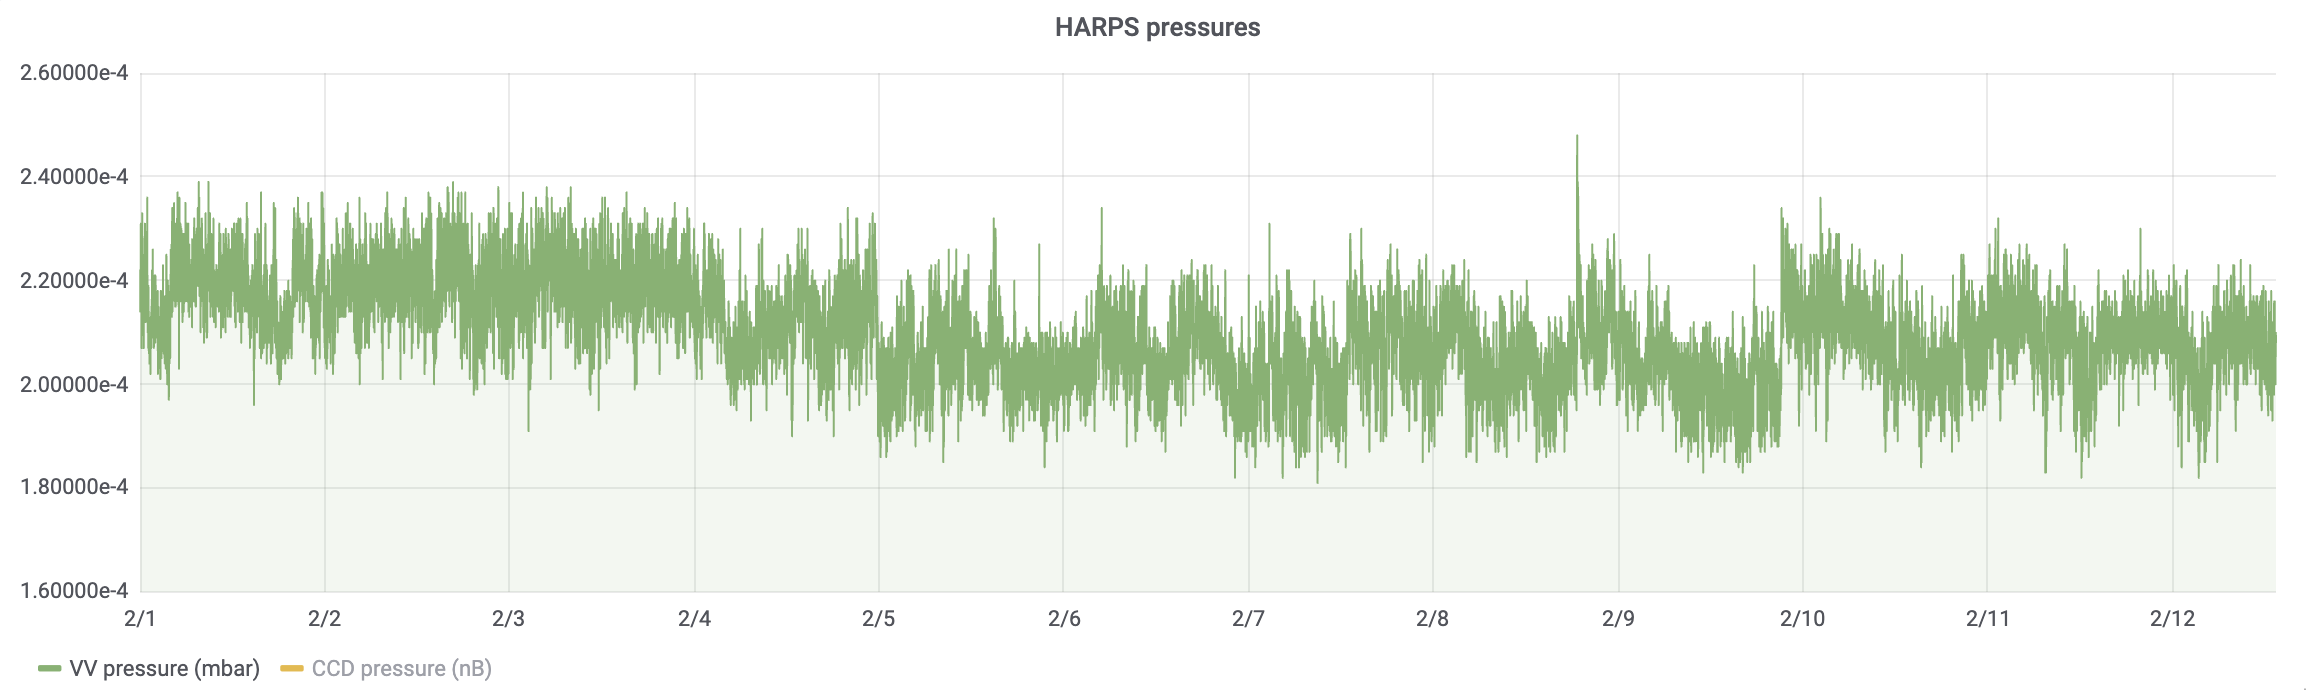 HARPS pressures
2.60000e-4
2.40000e-4
2.20000e-4
2.00000e-4
1.80000e-4
1.60000e-4
2/1 2/2 2/3 2/4 2/5 2/6 2/7 2/8 2/9 2/10 2/11 2/12
VV pressure (mbar) CCD pressure (nB)